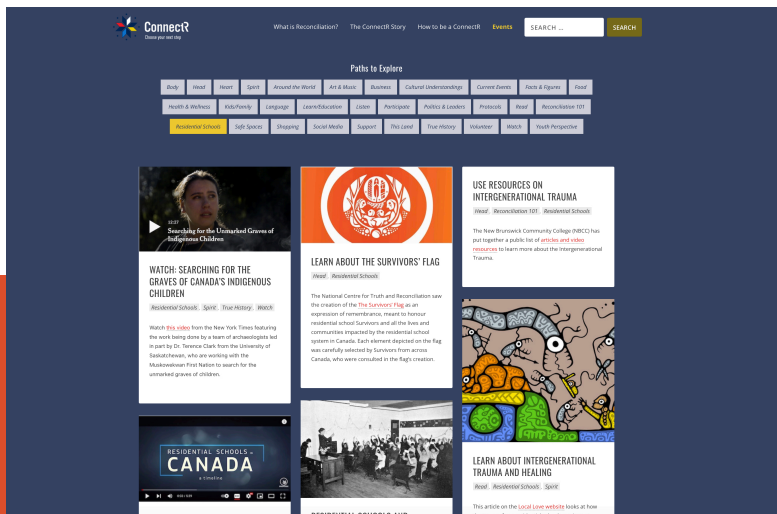 ConnectR
Choose your next step
What is Reconciliation?
The ConnectR Story
How to be a ConnectR
Events
SEARCH ...
SEARCH
Paths to Explore
Body
Head
Heart
Spirit
Around the World
Art & Music
Business
Cultural Understandings
Current Events
Facts & Figures
Food
Health & Wellness
Kids/Family
Language
Learn/Education
Listen
Participate
Politics & Leaders
Protocols
Read
Reconciliation 101
Residential Schools
Safe Spaces
Shopping
Social Media
Support
This Land
True History
Volunteer
Watch
Youth Perspective
13:27
Searching for the Unmarked Graves of
Indigenous Children
WATCH: SEARCHING FOR THE
GRAVES OF CANADA'S INDIGENOUS
CHILDREN
Residential Schools
Spirit
True History
Watch
Watch this video from the New York Times featuring
the work being done by a team of archaeologists led
in part by Dr. Terence Clark from the University of
Saskatchewan, who are working with the
Muskowekwan First Nation to search for the
unmarked graves of children.
RESIDENTIAL SCHOOLS IN
CANADA
a timeline
LEARN ABOUT THE SURVIVORS' FLAG
Head
Residential Schools
The National Centre for Truth and Reconciliation saw
the creation of the The Survivors' Flag as an
expression of remembrance, meant to honour
residential school Survivors and all the lives and
communities impacted by the residential school
system in Canada. Each element depicted on the flag
was carefully selected by Survivors from across
Canada, who were consulted in the flag's creation.
RESIDENTIAL SCHOOLS AND
USE RESOURCES ON
INTERGENERATIONAL TRAUMA
Head
Reconciliation 101
Residential Schools
The New Brunswick Community College (NBCC) has
put together a public list of articles and video
resources to learn more about the Intergenerational
Trauma.
LEARN ABOUT INTERGENERATIONAL
TRAUMA AND HEALING
Read
Residential Schools
Spirit
This article on the Local Love website looks at how